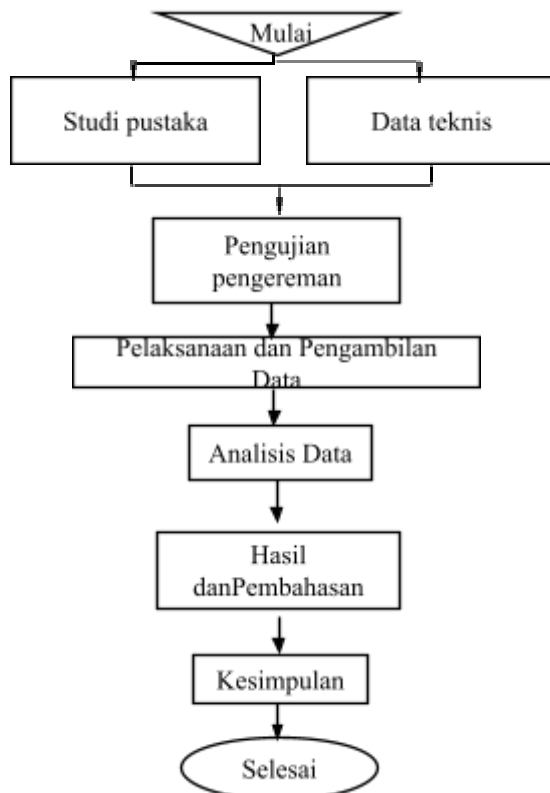 Mulai
Studi pustaka
Data teknis
Pengujian
pengereman
Pelaksanaan dan Pengambilan
Data
Analisis Data
Hasil
danPembahasan
Kesimpulan
Selesai